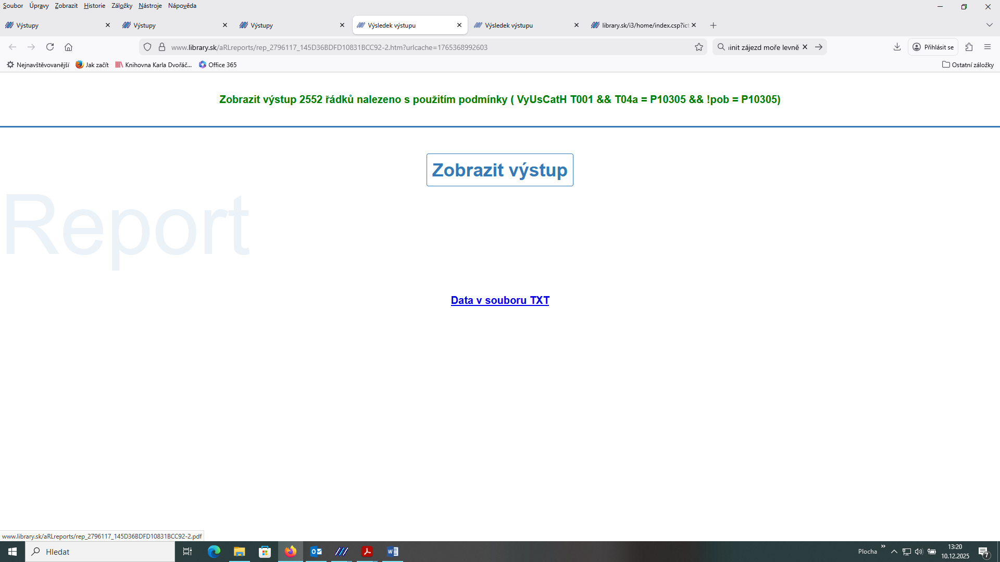 Soubor Úpravy Zobrazit Historie Záložky Nástroje Nápověda
Výstupy
Výstupy
Výstupy
Výsledek výstupu
Výsledek výstupu
library.sk/i3/home/index.csp?ict
www.library.sk/aRLreports/rep_2796117_145D36BDFD10831BCC92-2.htm?urlcache=1765368992603
init zájezd moře levně
Přihlásit se
Nejnavštěvovanější Jak začít Knihovna Karla Dvořáč... Office 365 Ostatní záložky
Zobrazit výstup 2552 řádků nalezeno s použitím podmínky ( VyUsCatH T001 && T04a = P10305 && !pob = P10305)
Zobrazit výstup
Report
Data v souboru TXT
www.library.sk/aRLreports/rep_2796117_145D36BDFD10831BCC92-2.pdf
Hledat
Plocha
13:20
10.12.2025
7